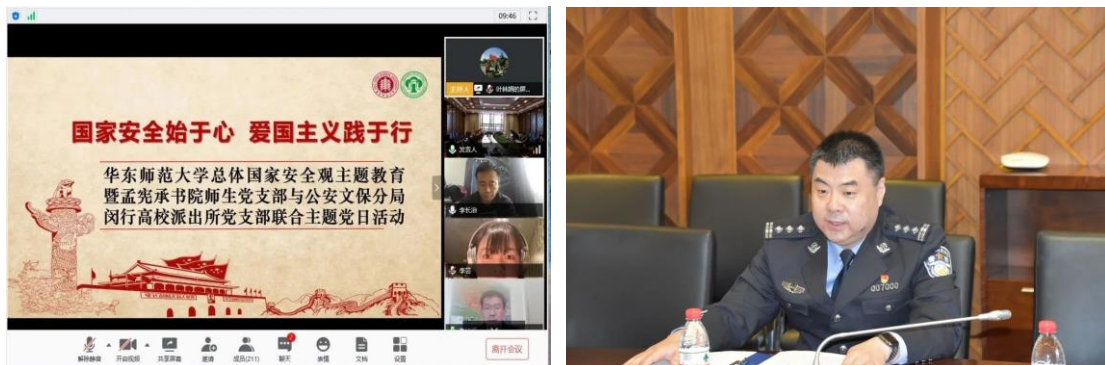 09:46
国家安全始于心 爱国主义践于行
华东师范大学总体国家安全观主题教育
暨孟宪承书院师生党支部与公安文保分局
闵行高校派出所党支部联合主题党日活动
主持人
发言人
李长治
李芸
解除静音
开启视频
共享屏幕
邀请
成员(211)
聊天
表情
文档
设置
离开会议
007000